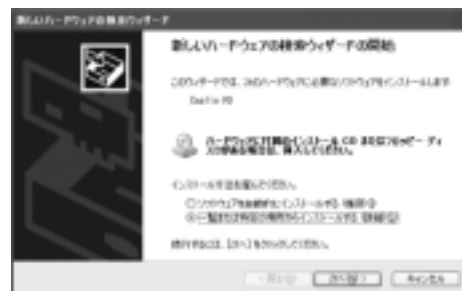 新しいハードウェアの検索ウィザード
新しいハードウェアの検索ウィザードの開始
このウィザードでは、次のハードウェアに必要なソフトウェアをインストールします:
ハードウェアに付属のインストール CD またはフロッピー ディスクがある場合は、挿入してください。
インストール方法を選んでください。
ソフトウェアを自動的にインストールする (推奨)(I)
一覧または特定の場所からインストールする (詳細)(S)
続行するには、[次へ] をクリックしてください。
< 戻る(B)
次へ(N) >
キャンセル